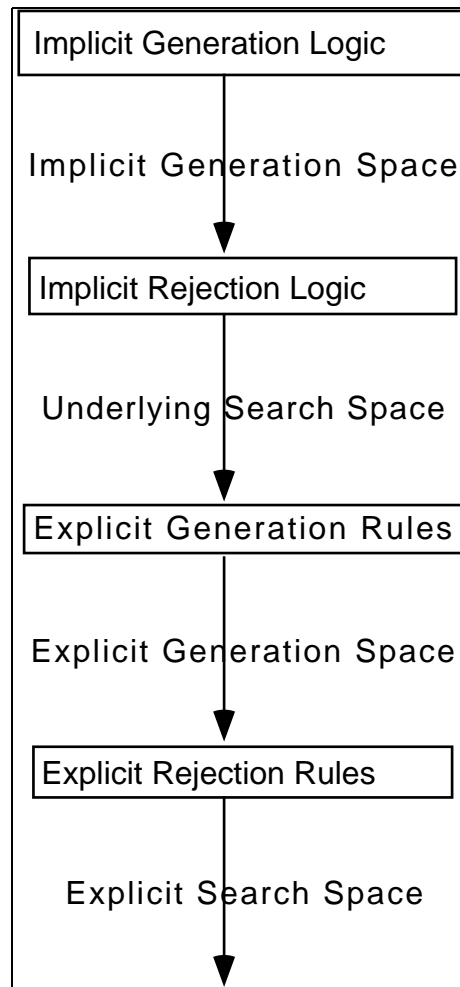 Implicit Generation Logic
Implicit Generation Space
Implicit Rejection Logic
Underlying Search Space
Explicit Generation Rules
Explicit Generation Space
Explicit Rejection Rules
Explicit Search Space